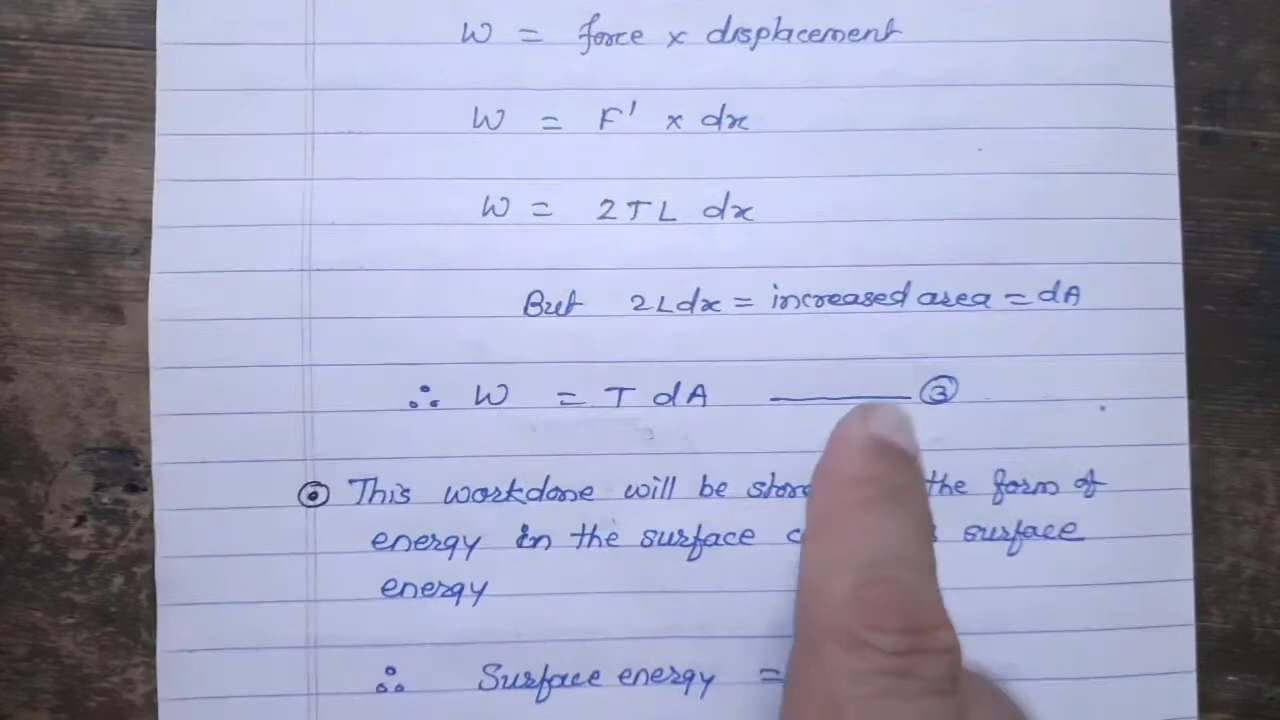 W = force × displacement
W = F' × dx
W = 2TL dx
But 2Ldx = increased area = dA
∴ W = T dA ——— ③
This workdone will be the form of
energy in the surface surface
energy
∴ Surface energy =